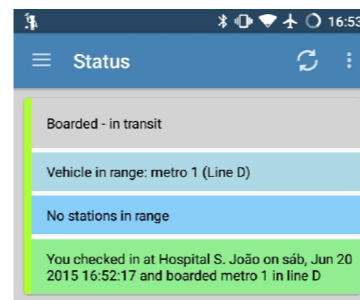 16:53
Status
Boarded - in transit
Vehicle in range: metro 1 (Line D)
No stations in range
You checked in at Hospital S. João on sáb, Jun 20
2015 16:52:17 and boarded metro 1 in line D